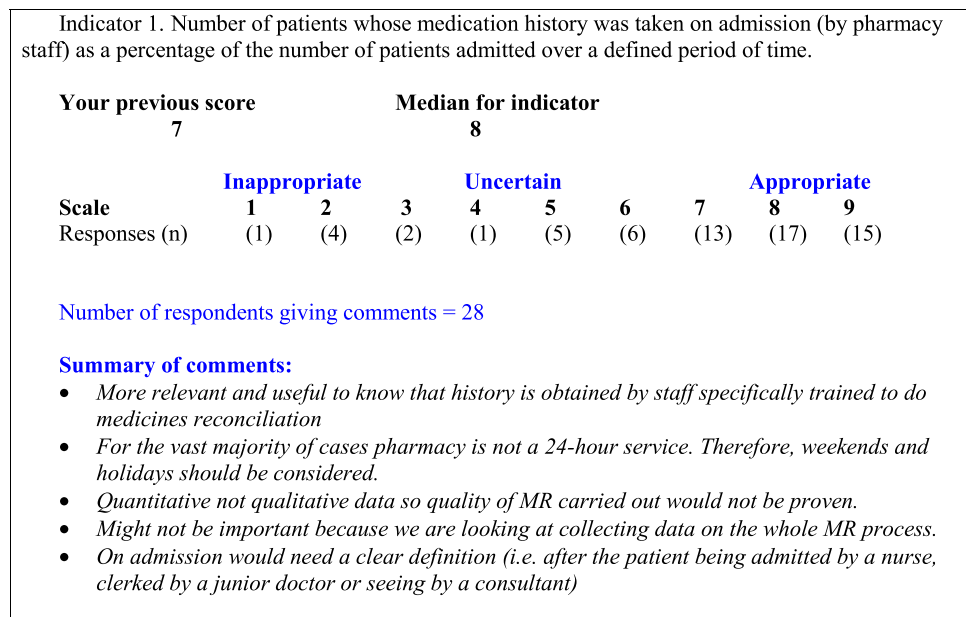 Indicator 1. Number of patients whose medication history was taken on admission (by pharmacy
staff) as a percentage of the number of patients admitted over a defined period of time.
Your previous score Median for indicator
7 8
Inappropriate Uncertain Appropriate
Scale 1 2 3 4 5 6 7 8 9
Responses (n) (1) (4) (2) (1) (5) (6) (13) (17) (15)
Number of respondents giving comments = 28
Summary of comments:
• More relevant and useful to know that history is obtained by staff specifically trained to do
medicines reconciliation
• For the vast majority of cases pharmacy is not a 24-hour service. Therefore, weekends and
holidays should be considered.
• Quantitative not qualitative data so quality of MR carried out would not be proven.
• Might not be important because we are looking at collecting data on the whole MR process.
• On admission would need a clear definition (i.e. after the patient being admitted by a nurse,
clerked by a junior doctor or seeing by a consultant)